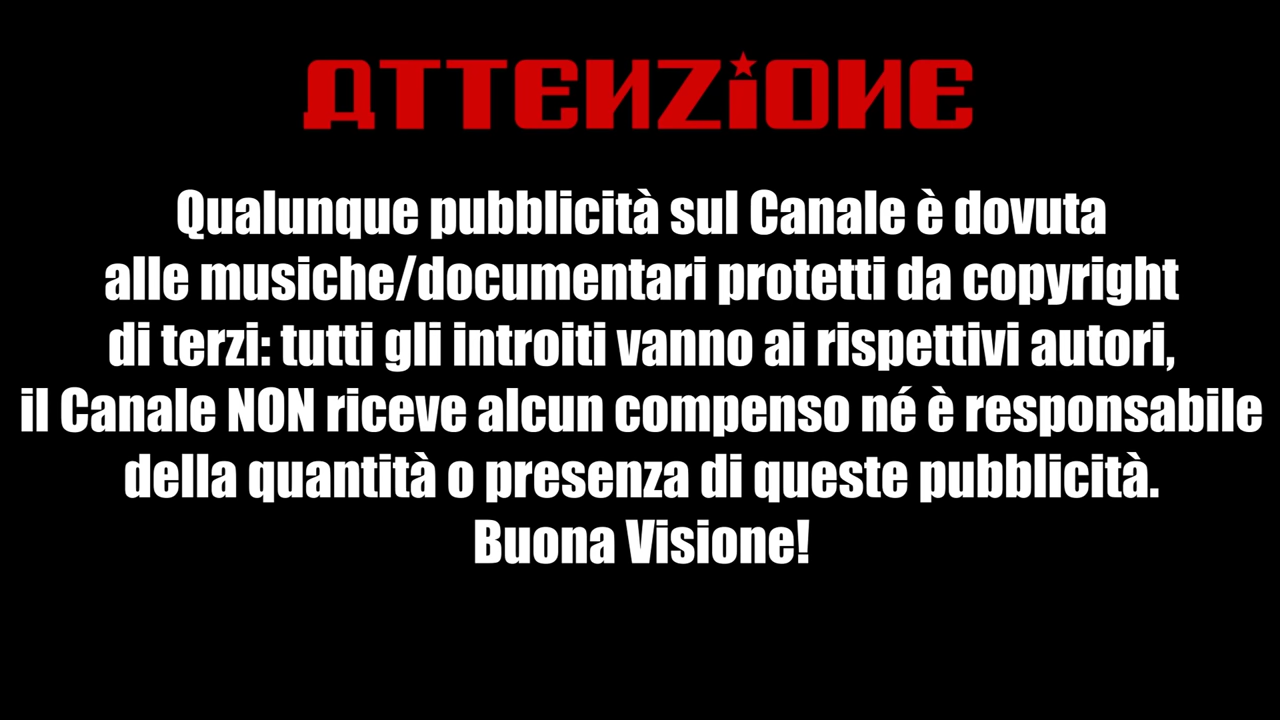 ATTENZIONE
Qualunque pubblicità sul Canale è dovuta
alle musiche/documentari protetti da copyright
di terzi: tutti gli introiti vanno ai rispettivi autori,
il Canale NON riceve alcun compenso né è responsabile
della quantità o presenza di queste pubblicità.
Buona Visione!